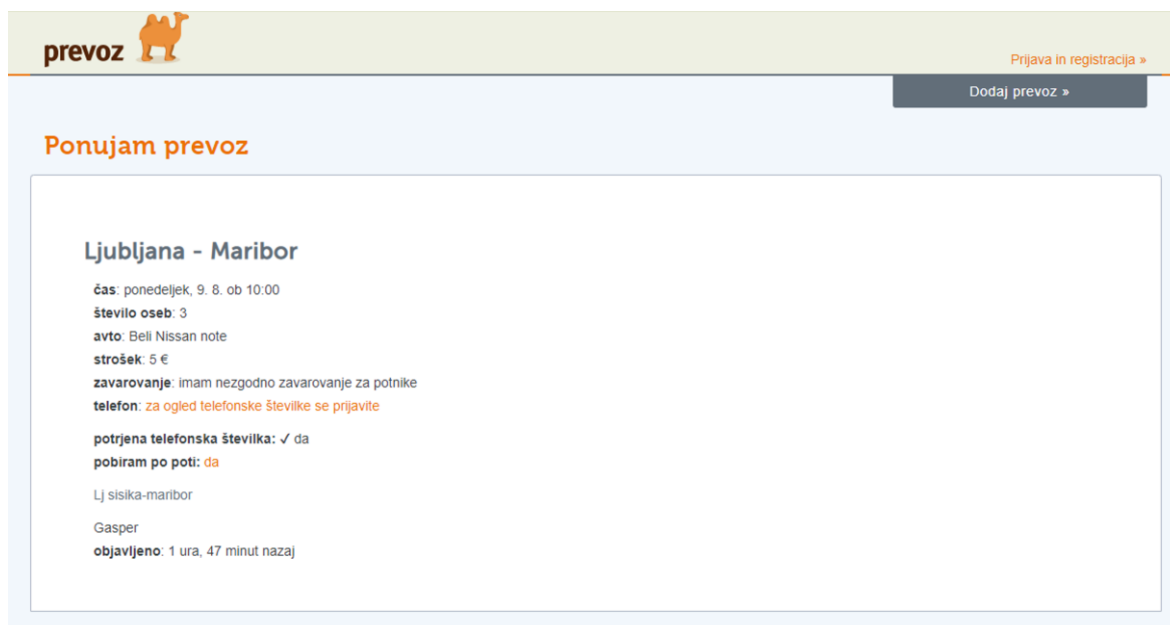 prevoz
Prijava in registracija »
Dodaj prevoz »
Ponujam prevoz
Ljubljana - Maribor
čas: ponedeljek, 9. 8. ob 10:00
število oseb: 3
avto: Beli Nissan note
strošek: 5 €
zavarovanje: imam nezgodno zavarovanje za potnike
telefon: za ogled telefonske številke se prijavite
potrjena telefonska številka: ✓ da
pobiram po poti: da
Lj sisika-maribor
Gasper
objavljeno: 1 ura, 47 minut nazaj